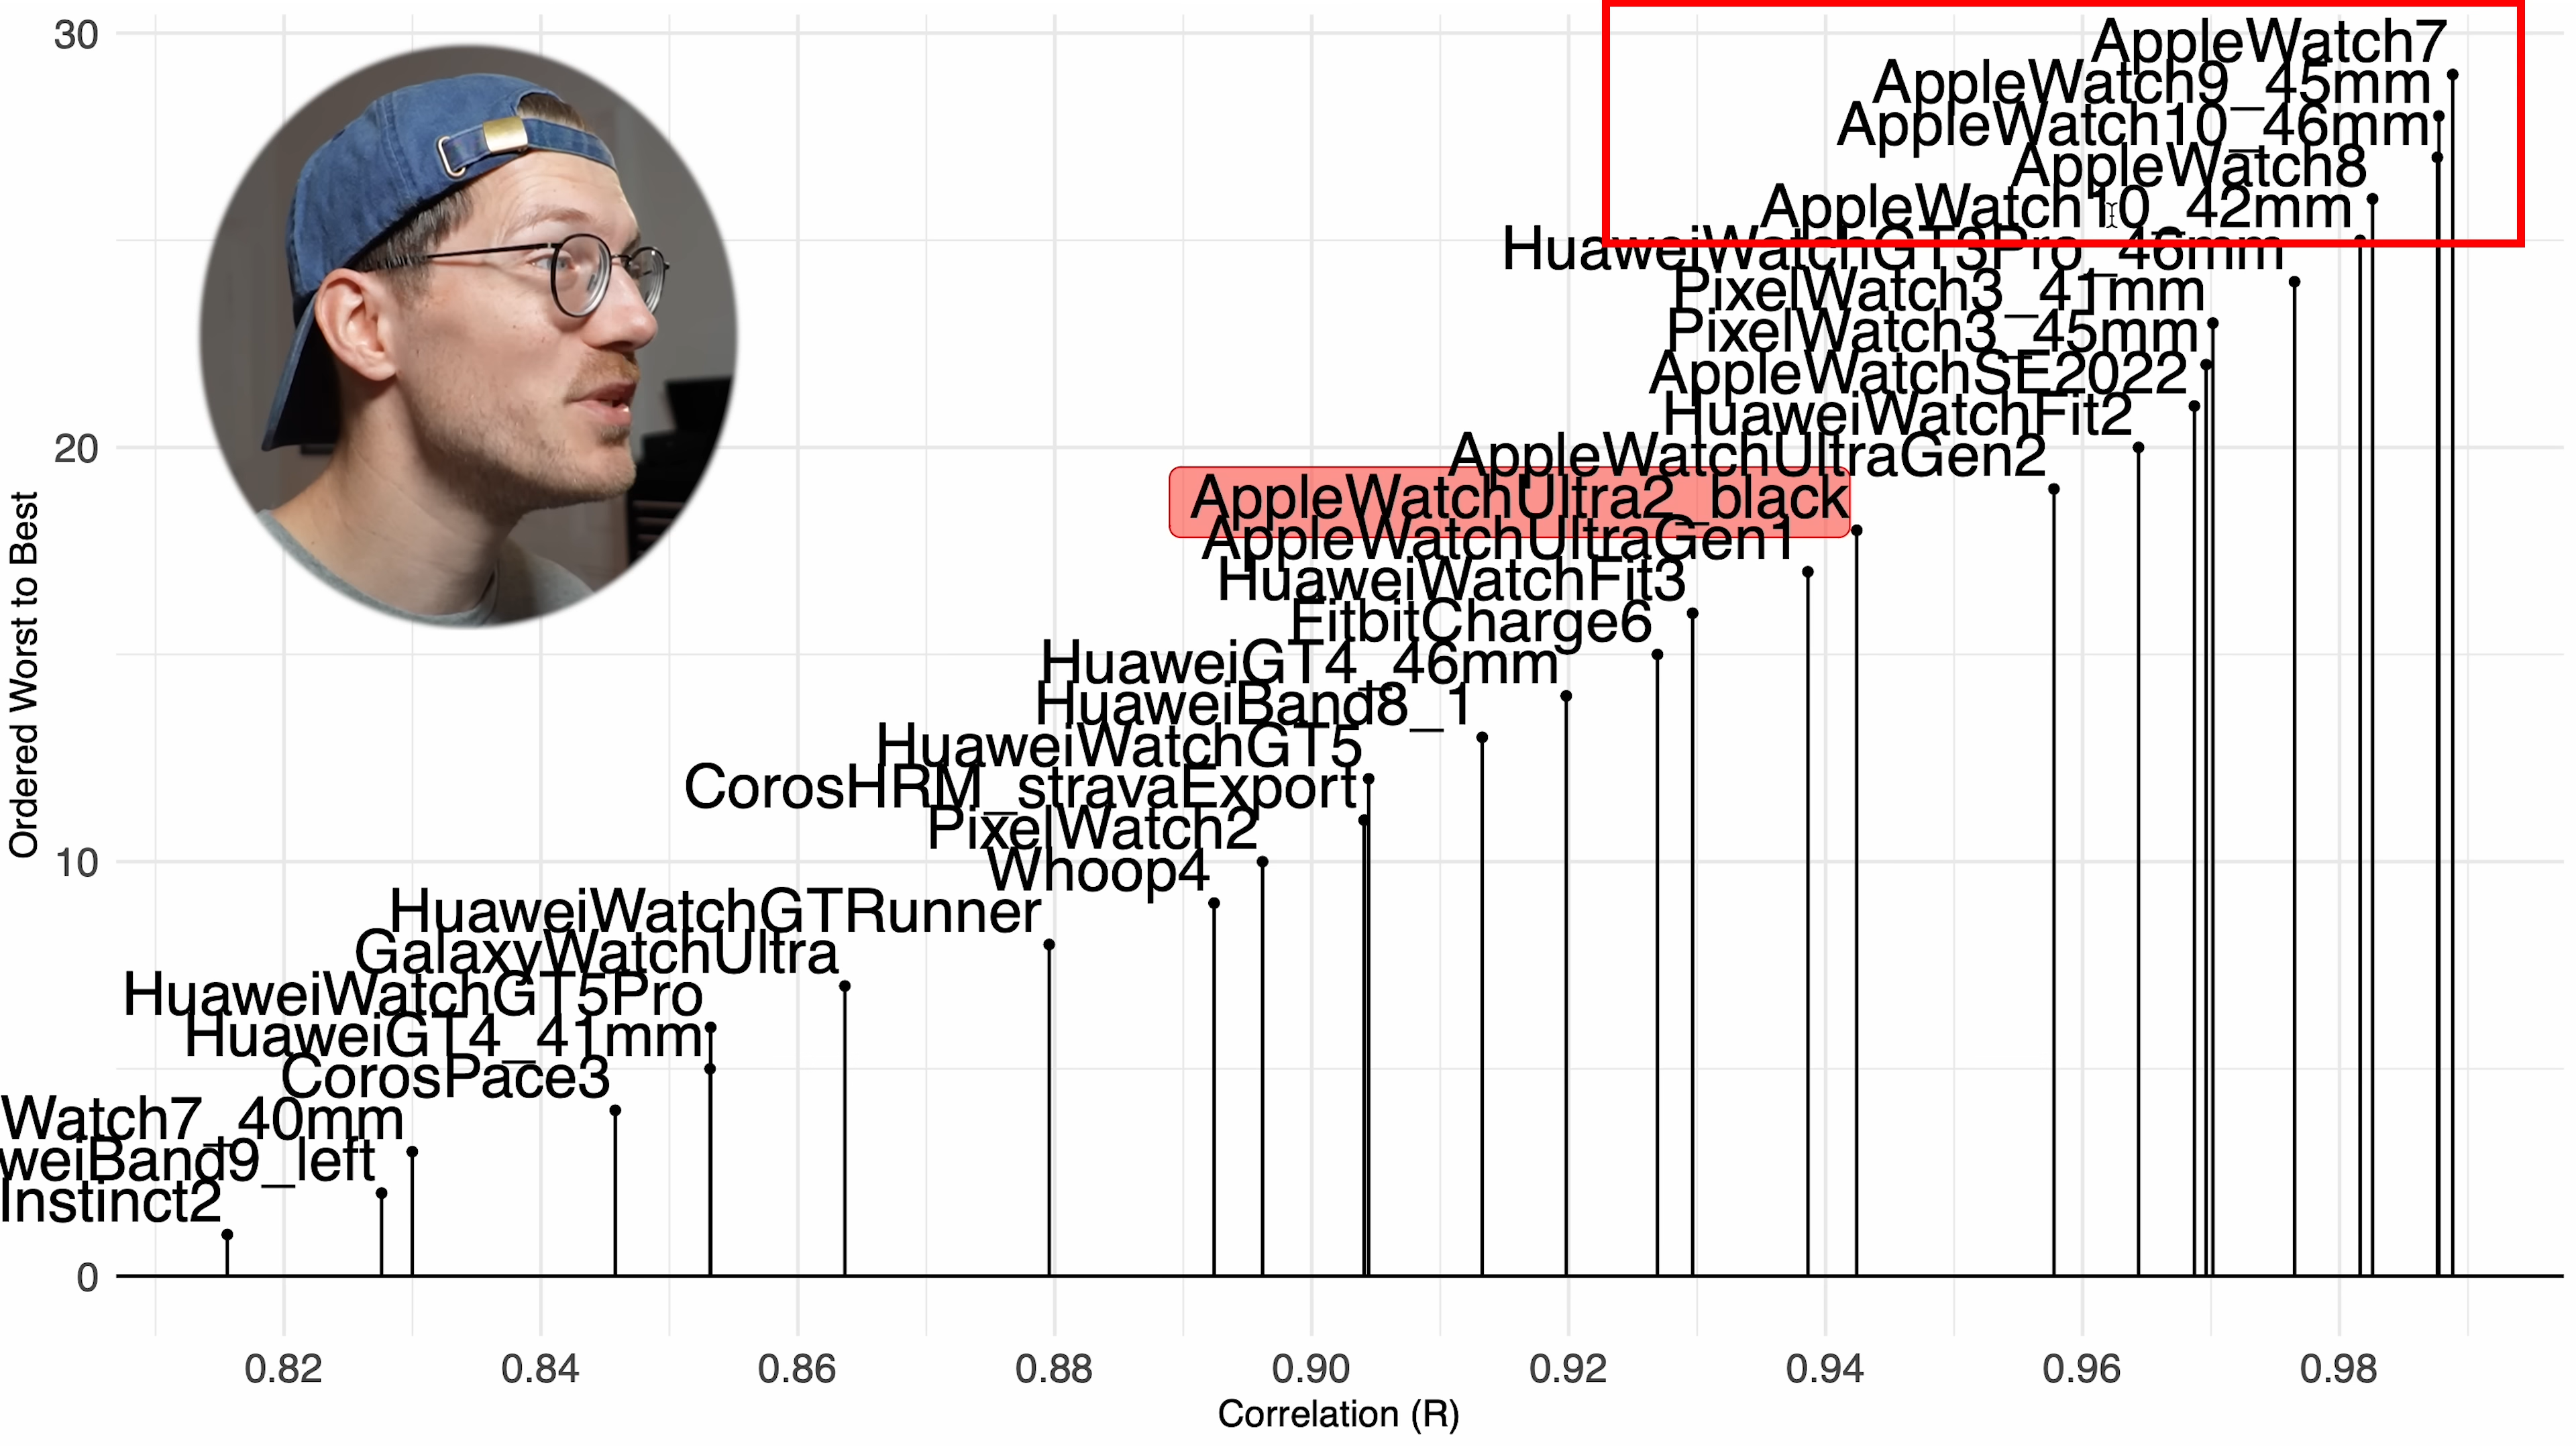 30
AppleWatch7
AppleWatch9_45mm
AppleWatch10_46mm
AppleWatch8
AppleWatch10_42mm
HuaweiWatchGT3Pro_46mm
PixelWatch3_41mm
PixelWatch3_45mm
AppleWatchSE2022
HuaweiWatchFit2
20
AppleWatchUltraGen2
AppleWatchUltra2_black
AppleWatchUltraGen1
HuaweiWatchFit3
FitbitCharge6
HuaweiGT4_46mm
HuaweiBand8_1
HuaweiWatchGT5
CorosHRM_stravaExport
PixelWatch2
10
Whoop4
HuaweiWatchGTRunner
GalaxyWatchUltra
HuaweiWatchGT5Pro
HuaweiGT4_41mm
CorosPace3
Watch7_40mm
weiBand9_left
Instinct2
0
Ordered Worst to Best
0.82 0.84 0.86 0.88 0.90 0.92 0.94 0.96 0.98
Correlation (R)